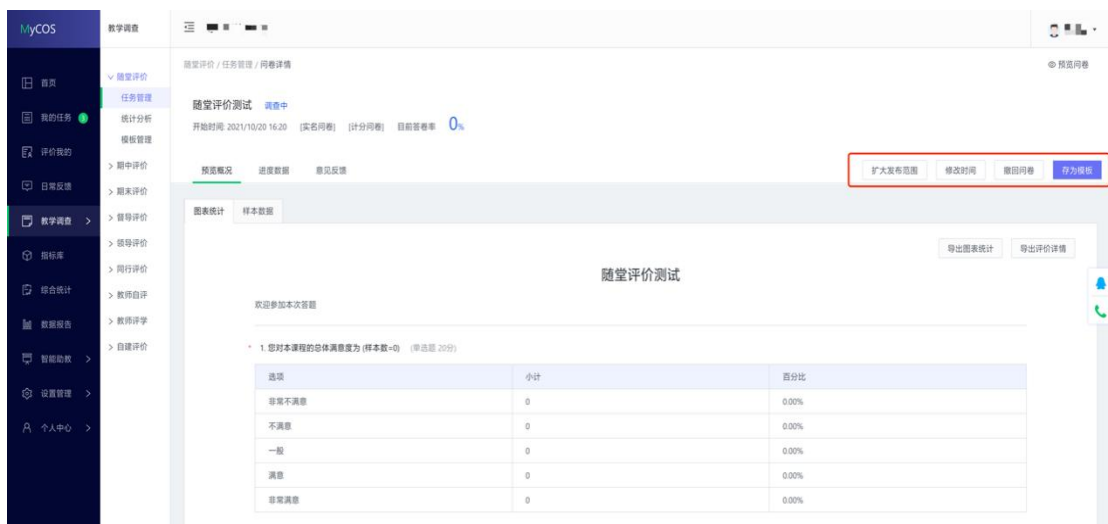 MyCOS
教学调查
首页
我的任务
评价我的
日常反馈
教学调查 >
指标库
综合统计
数据报告
智能助教 >
设置管理 >
个人中心 >
随堂评价
任务管理
统计分析
模板管理
> 期中评价
> 期末评价
> 督导评价
> 领导评价
> 同行评价
> 教师自评
> 教师评学
> 自建评价
随堂评价 / 任务管理 / 问卷详情
预览问卷
随堂评价测试 调查中
开始时间: 2021/10/20 16:20 [实名问卷] [计分问卷] 目前答卷率 0%
预览概况 进度数据 意见反馈
扩大发布范围 修改时间 撤回问卷 存为模板
图表统计 样本数据
导出图表统计 导出评价详情
随堂评价测试
欢迎参加本次答题
* 1. 您对本课程的总体满意度为 (样本数=0) (单选题 20分)
选项 小计 百分比
非常不满意 0 0.00%
不满意 0 0.00%
一般 0 0.00%
满意 0 0.00%
非常满意 0 0.00%